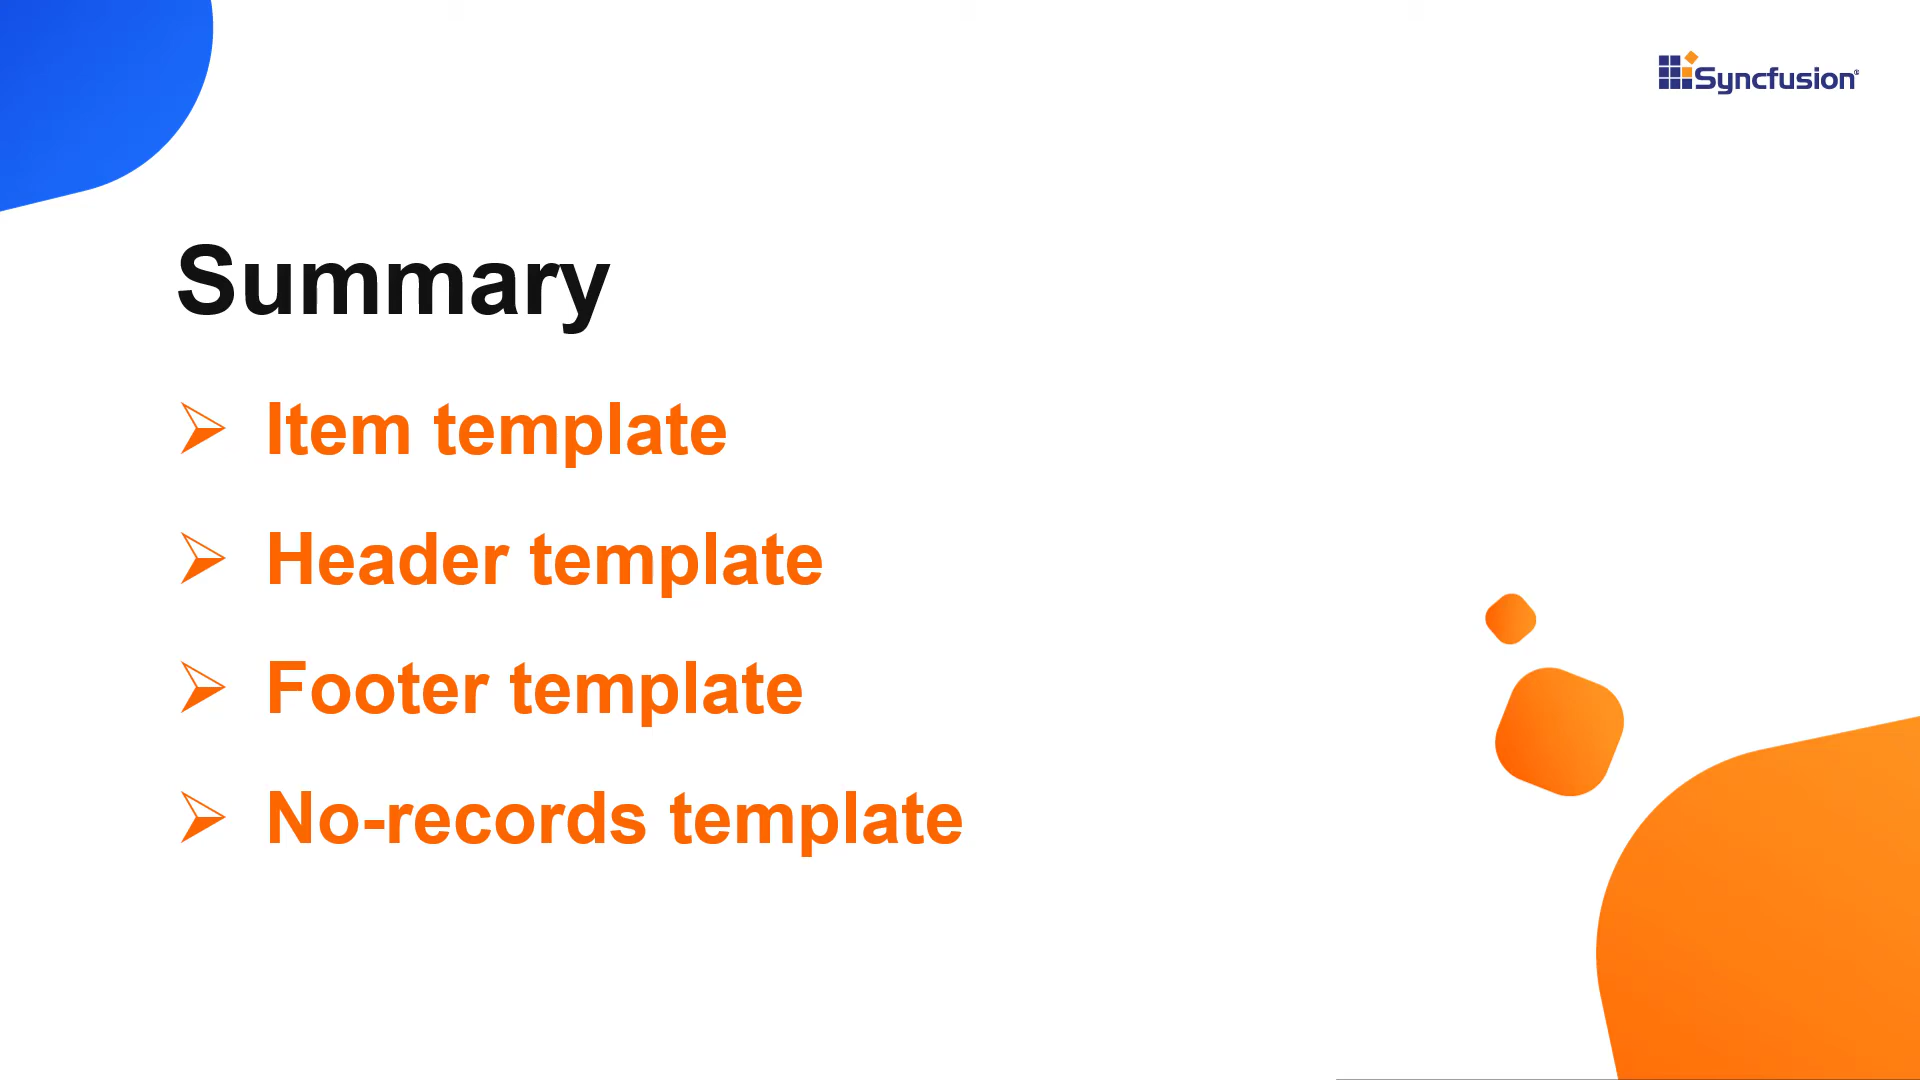 Syncfusion®
Summary
➢ Item template
➢ Header template
➢ Footer template
➢ No-records template